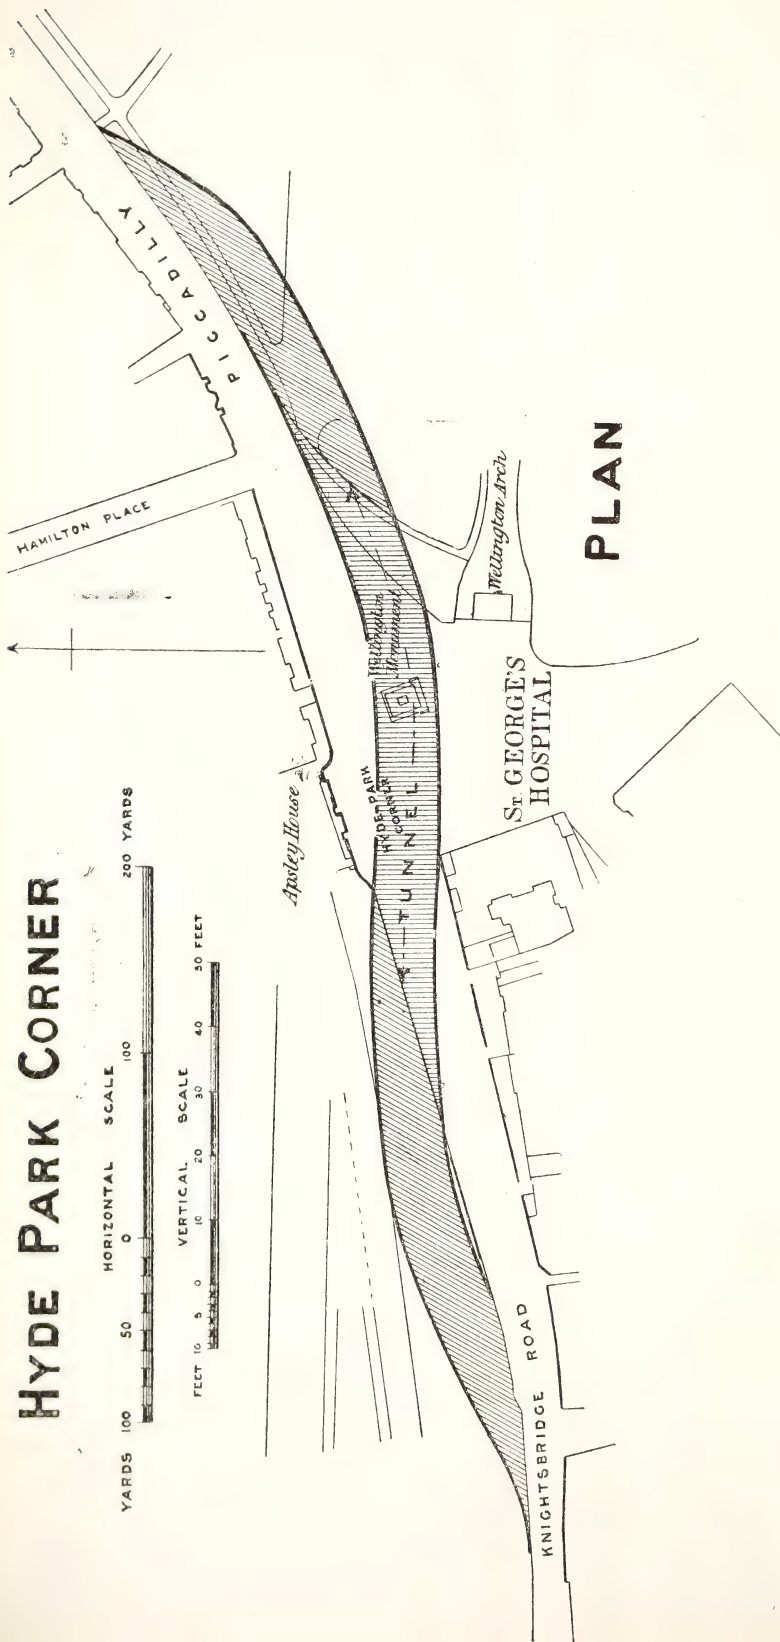 HYDE PARK CORNER
HORIZONTAL SCALE
YARDS 100 50 0 100 200 YARDS
VERTICAL SCALE
FEET 10 5 0 10 20 30 40 50 FEET
HAMILTON PLACE
PICCADILLY
Apsley House
HYDE PARK
CORNER
Wellington
Monument
TUNNEL
Wellington Arch
ST. GEORGE'S
HOSPITAL
KNIGHTSBRIDGE ROAD
PLAN